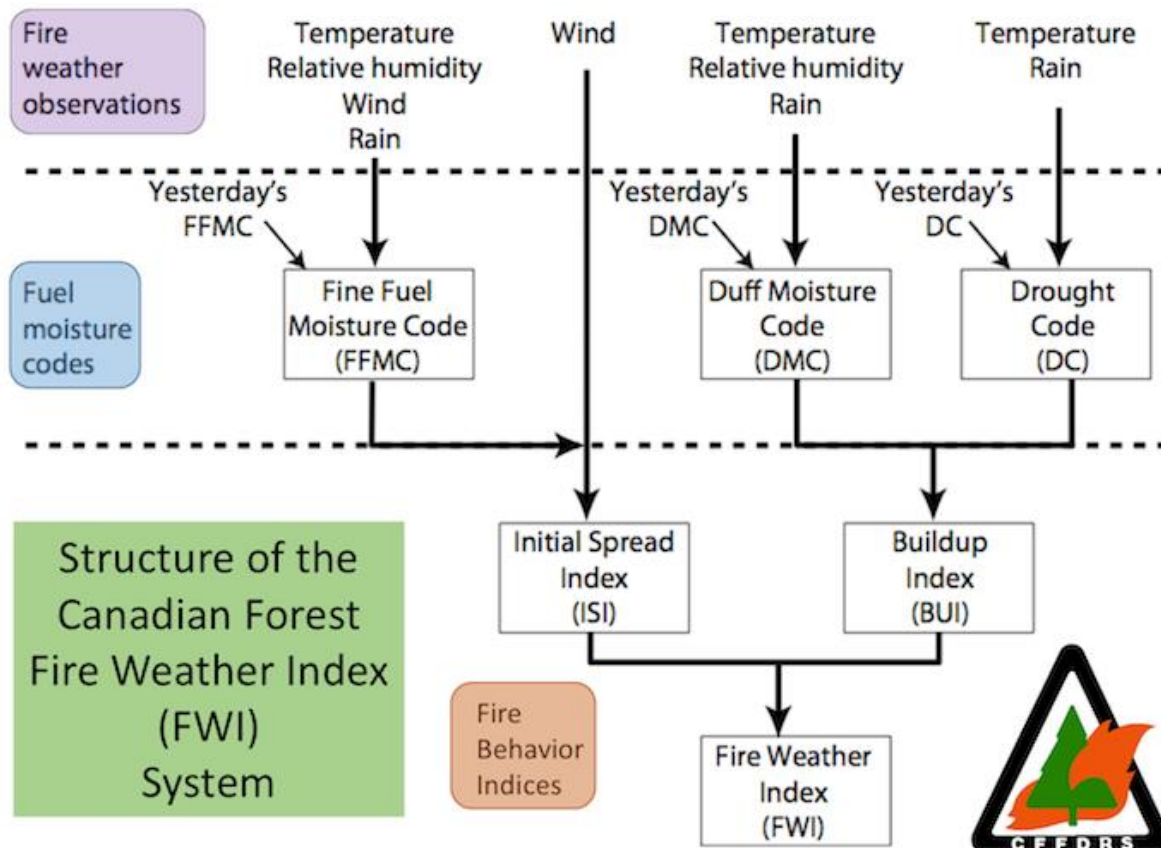 Fire
weather
observations
Temperature
Relative humidity
Wind
Rain
Wind
Temperature
Relative humidity
Rain
Temperature
Rain
Yesterday's
FFMC
Yesterday's
DMC
Yesterday's
DC
Fuel
moisture
codes
Fine Fuel
Moisture Code
(FFMC)
Duff Moisture
Code
(DMC)
Drought
Code
(DC)
Initial Spread
Index
(ISI)
Buildup
Index
(BUI)
Structure of the
Canadian Forest
Fire Weather Index
(FWI)
System
Fire
Behavior
Indices
Fire Weather
Index
(FWI)
CFFDRS